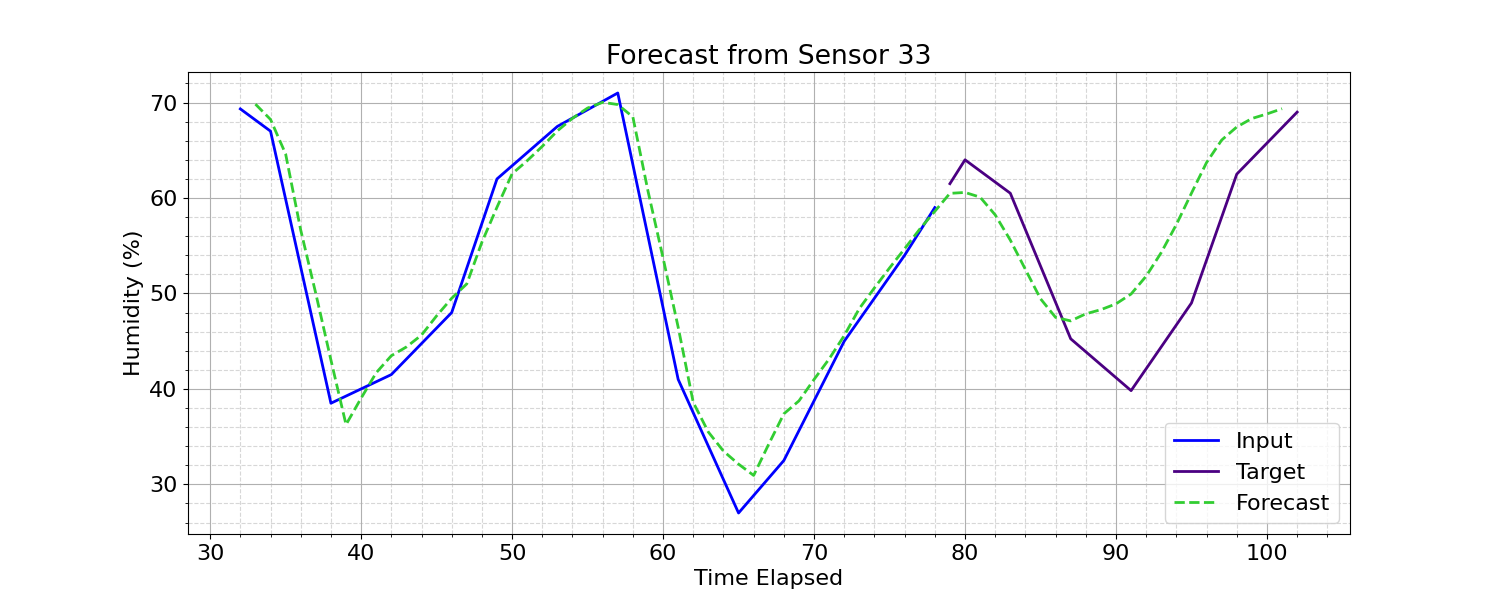 Forecast from Sensor 33
Humidity (%)
70
60
50
40
30
30 40 50 60 70 80 90 100
Time Elapsed
Input
Target
Forecast